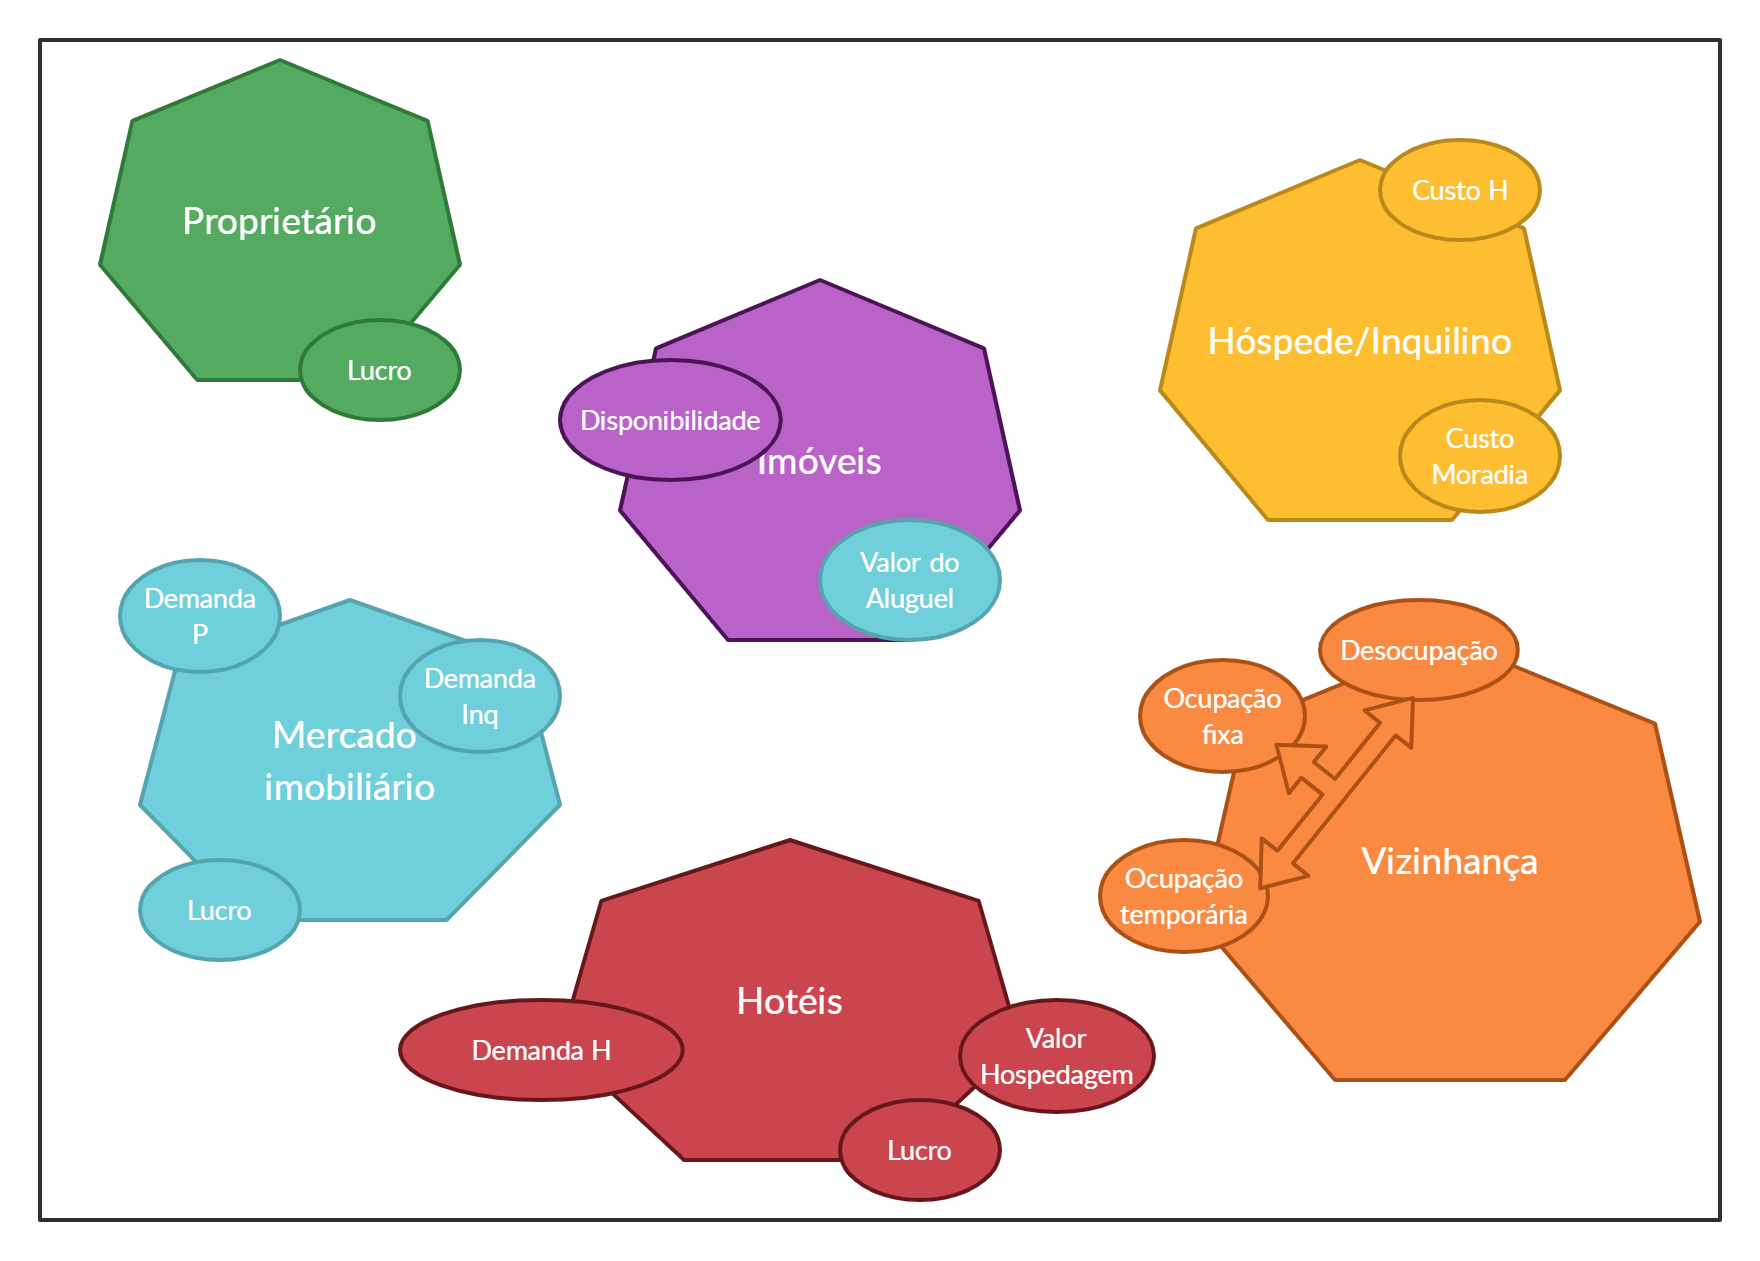 Proprietário
Lucro
Custo H
Hóspede/Inquilino
Custo
Moradia
Disponibilidade
Imóveis
Valor do
Aluguel
Demanda
P
Demanda
Inq
Mercado
imobiliário
Lucro
Desocupação
Ocupação
fixa
Ocupação
temporária
Vizinhança
Hotéis
Demanda H
Valor
Hospedagem
Lucro